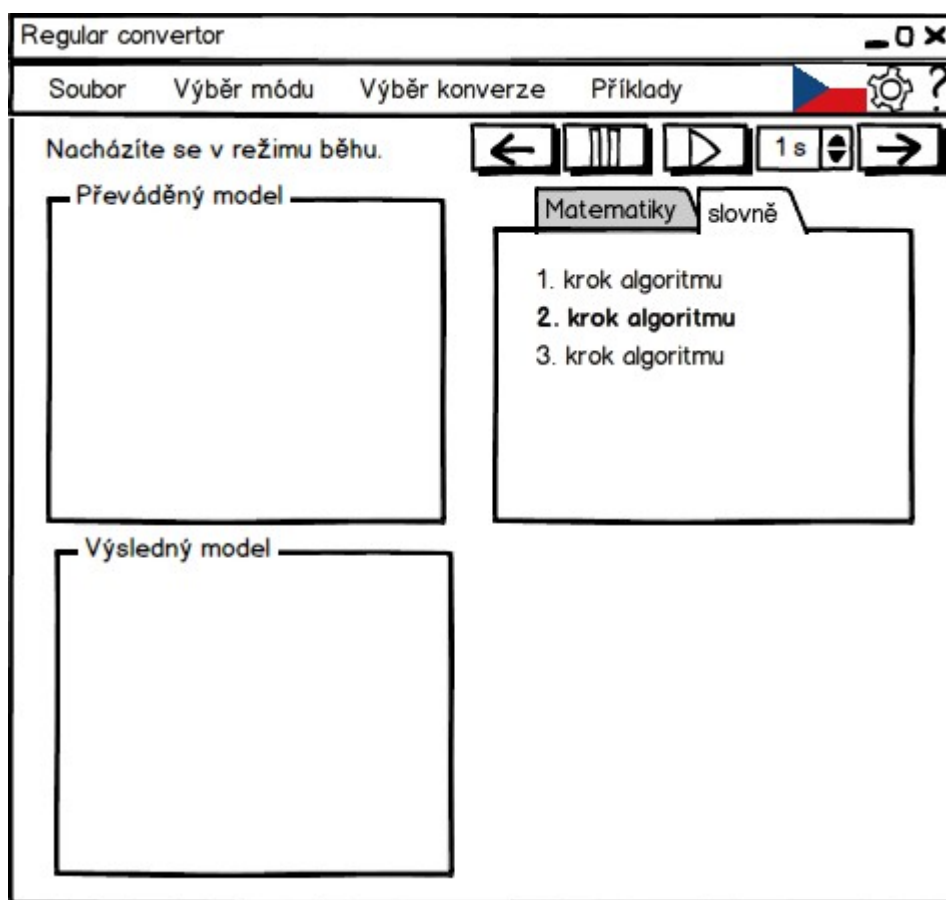 Regular convertor
Soubor Výběr módu Výběr konverze Příklady ?
Nacházíte se v režimu běhu. 1 s
Převáděný model
Matematiky slovně
1. krok algoritmu
2. krok algoritmu
3. krok algoritmu
Výsledný model